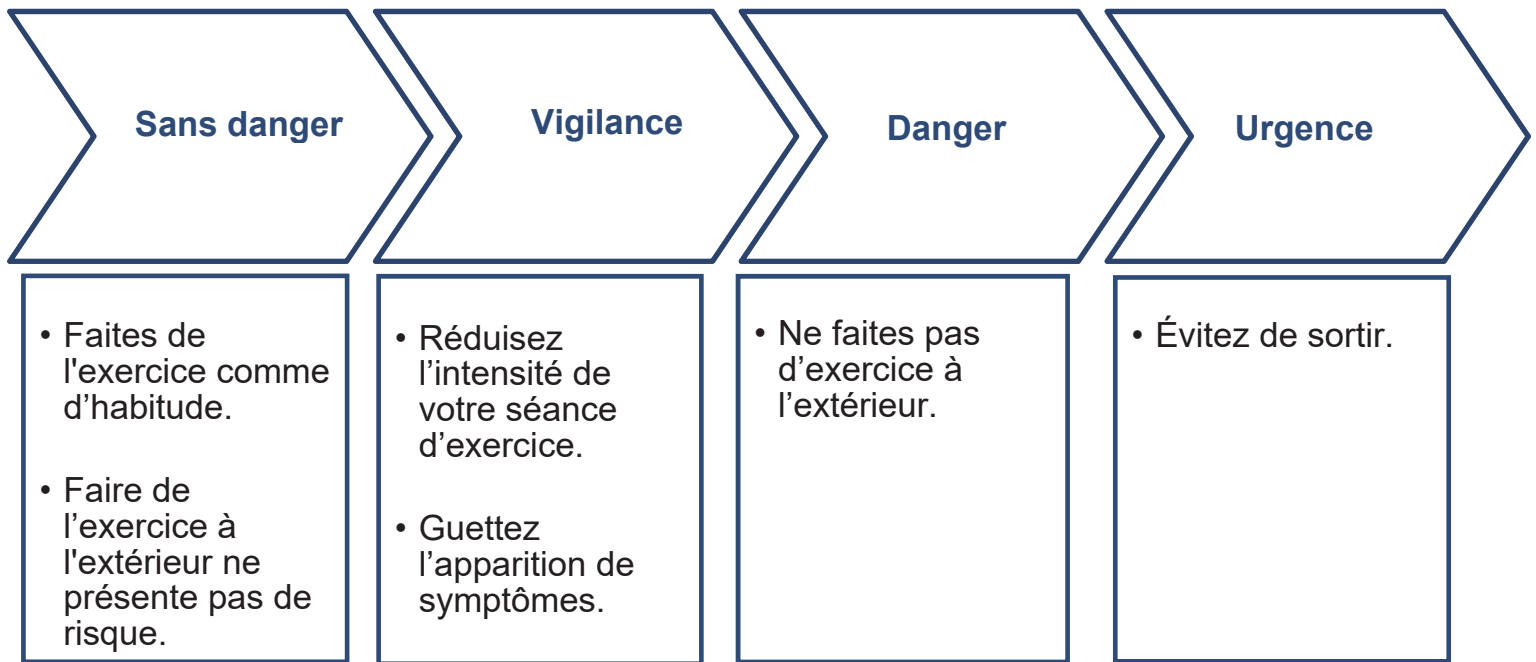 Sans danger
Vigilance
Danger
Urgence
• Faites de
l'exercice comme
d’habitude.
• Faire de
l’exercice à
l'extérieur ne
présente pas de
risque.
• Réduisez
l’intensité de
votre séance
d’exercice.
• Guettez
l’apparition de
symptômes.
• Ne faites pas
d’exercice à
l’extérieur.
• Évitez de sortir.